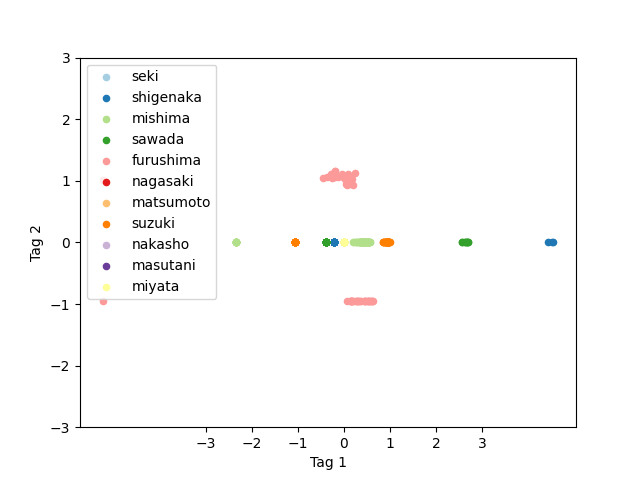 3
2
1
0
−1
−2
−3
Tag 2
seki
shigenaka
mishima
sawada
furushima
nagasaki
matsumoto
suzuki
nakasho
masutani
miyata
−3 −2 −1 0 1 2 3
Tag 1